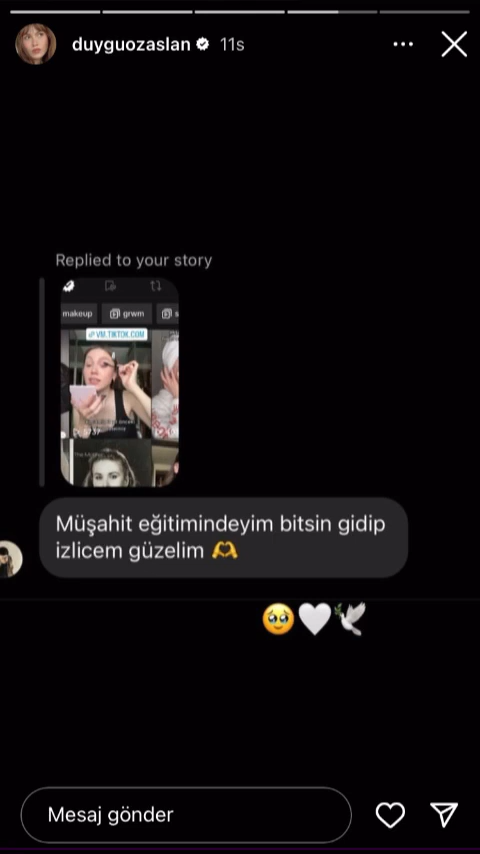 duyguozaslan 11s
Replied to your story
makeup grwm s
VM.TIKTOK.COM
Müşahit eğitimindeyim bitsin gidip
izlicem güzelim 🫶
🥹🤍🕊️
Mesaj gönder